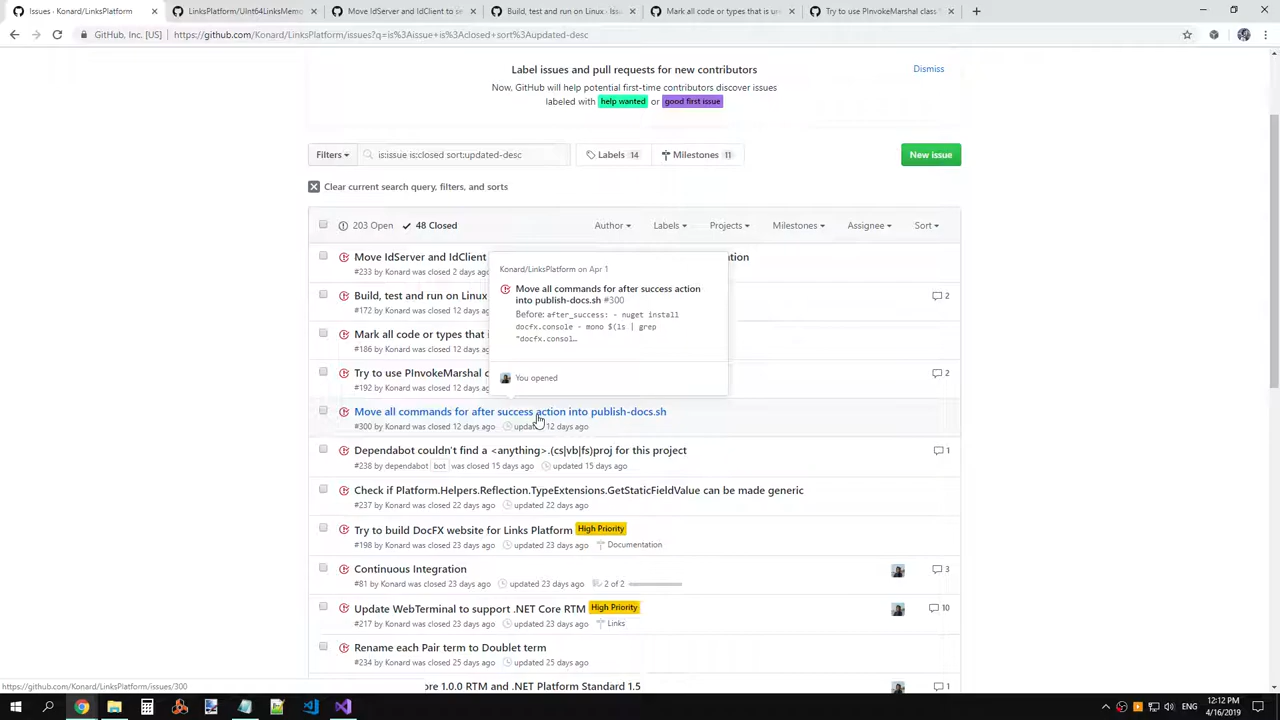 Issues · Konard/LinksPlatform
LinksPlatform/UInt64LinksMemo
Move IdServer and IdClient to se
Build, test and run on Linux · Iss
Mark all code or types that is un
Try to use PInvokeMarshal class
GitHub, Inc. [US]
https://github.com/Konard/LinksPlatform/issues?q=is%3Aissue+is%3Aclosed+sort%3Aupdated-desc
Label issues and pull requests for new contributors
Dismiss
Now, GitHub will help potential first-time contributors discover issues
labeled with help wanted or good first issue
Filters
is:issue is:closed sort:updated-desc
Labels 14
Milestones 11
New issue
Clear current search query, filters, and sorts
203 Open
48 Closed
Author
Labels
Projects
Milestones
Assignee
Sort
Move IdServer and IdClient
tion
#233 by Konard was closed 2 days ago
Konard/LinksPlatform on Apr 1
Move all commands for after success action
into publish-docs.sh #300
Before: after_success: - nuget install
docfx.console - mono $(ls | grep
"docfx.consol…
You opened
Build, test and run on Linux
2
#172 by Konard was closed 12 days ago
Mark all code or types that i
#186 by Konard was closed 12 days ago
Try to use PInvokeMarshal c
2
#192 by Konard was closed 12 days ago
Move all commands for after success action into publish-docs.sh
#300 by Konard was closed 12 days ago
updated 12 days ago
Dependabot couldn't find a <anything>.(cs|vb|fs)proj for this project
1
#238 by dependabot bot was closed 15 days ago
updated 15 days ago
Check if Platform.Helpers.Reflection.TypeExtensions.GetStaticFieldValue can be made generic
#237 by Konard was closed 22 days ago
updated 22 days ago
Try to build DocFX website for Links Platform High Priority
#198 by Konard was closed 23 days ago
updated 23 days ago
Documentation
Continuous Integration
3
#81 by Konard was closed 23 days ago
updated 23 days ago
2 of 2
Update WebTerminal to support .NET Core RTM High Priority
10
#217 by Konard was closed 23 days ago
updated 23 days ago
Links
Rename each Pair term to Doublet term
#234 by Konard was closed 25 days ago
updated 25 days ago
ore 1.0.0 RTM and .NET Platform Standard 1.5
1
https://github.com/Konard/LinksPlatform/issues/300
ENG
12:12 PM
4/16/2019